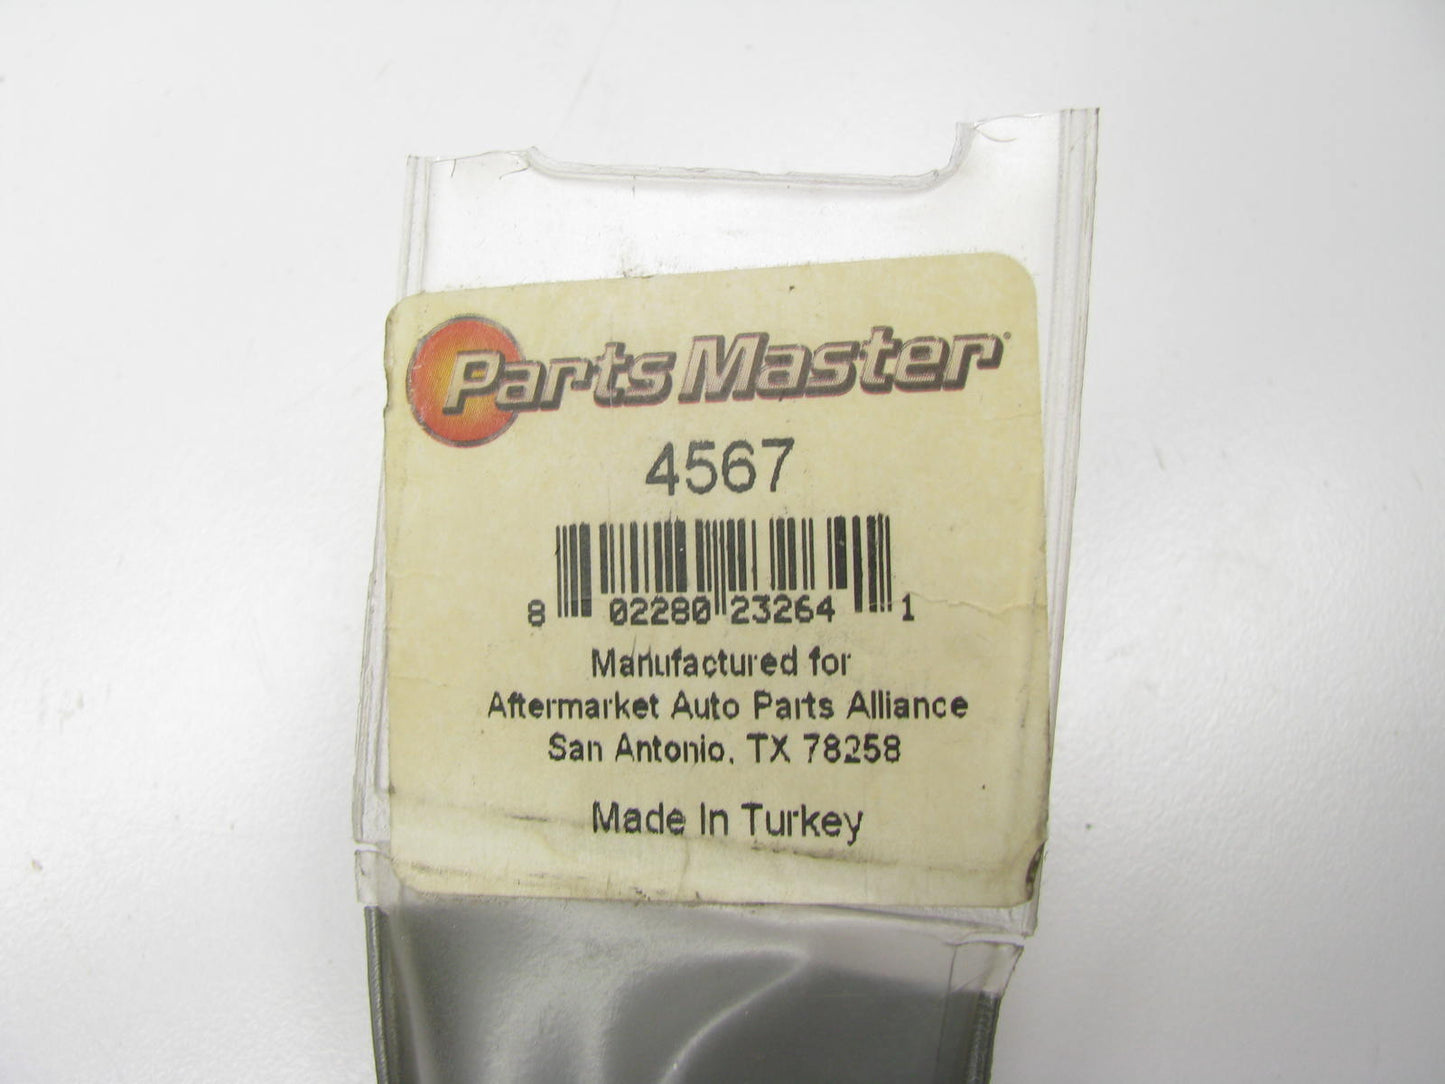 Parts Master
4567
8 02280 23264 1
Manufactured for
Aftermarket Auto Parts Alliance
San Antonio, TX 78258
Made In Turkey